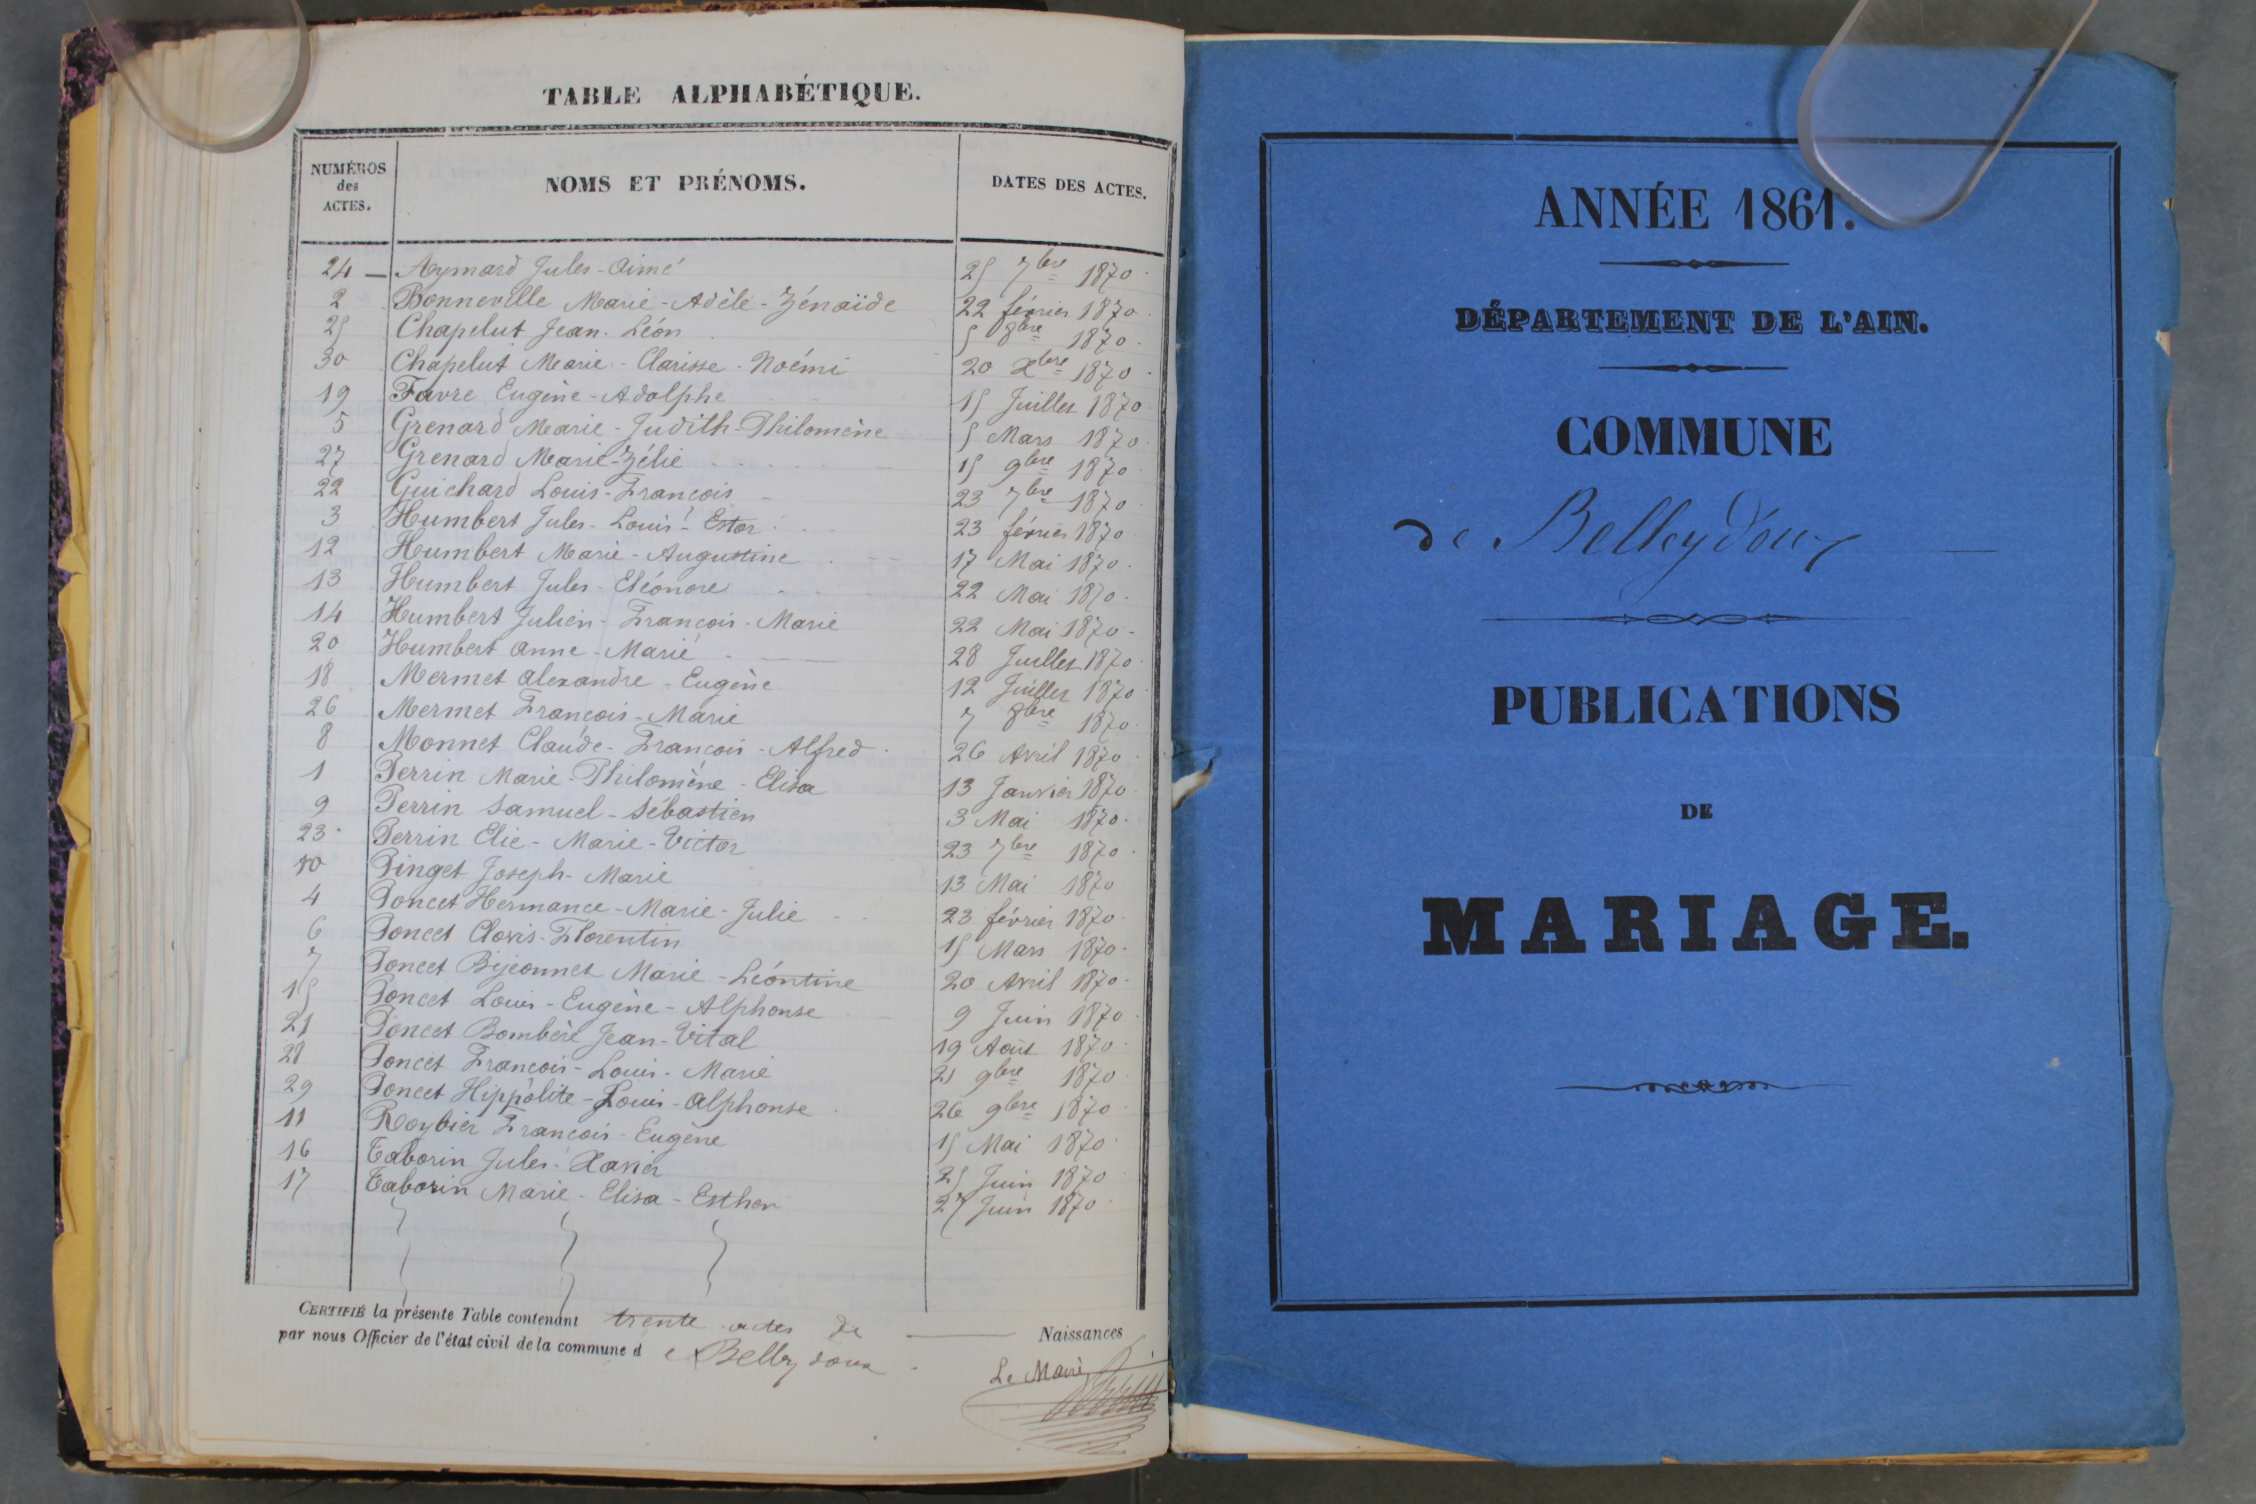 TABLE ALPHABÉTIQUE.
NUMÉROS des ACTES. NOMS ET PRÉNOMS. DATES DES ACTES.
24 — Aymard Jules - Aimé 25 7bre 1870
2 Bonneville Marie - Adèle - Zénaïde 22 février 1870
25 Chapelut Jean - Léon 5 8bre 1870
30 Chapelut Marie - Clarisse - Noémi 20 Xbre 1870
19 Favre Eugène - Adolphe 15 Juillet 1870
5 Grenard Marie - Judith - Philomène 5 Mars 1870
27 Grenard Marie - Zélie 15 9bre 1870
22 Guichard Louis - François 23 7bre 1870
3 Humbert Jules - Louis - Estor 23 février 1870
12 Humbert Marie - Augustine 17 Mai 1870
13 Humbert Jules - Eléonore 22 Mai 1870
14 Humbert Julien - François - Marie 22 Mai 1870
20 Humbert Anne - Marie 28 Juillet 1870
18 Mermet Alexandre - Eugène 12 Juillet 1870
26 Mermet François - Marie 7 8bre 1870
8 Monnet Claude - François - Alfred 26 Avril 1870
1 Perrin Marie - Philomène - Elisa 13 Janvier 1870
9 Perrin Samuel - Sébastien 3 Mai 1870
23 Perrin Elie - Marie - Victor 23 7bre 1870
10 Pinget Joseph - Marie 13 Mai 1870
4 Poncet Hermance - Marie - Julie 23 février 1870
6 Poncet Clovis - Florentin 15 Mars 1870
7 Poncet Bijeonnet Marie - Léontine 20 Avril 1870
15 Poncet Louis - Eugène - Alphonse 9 Juin 1870
21 Poncet Bombère Jean - Vital 19 Août 1870
28 Poncet François - Louis - Marie 21 9bre 1870
29 Poncet Hippolite - Louis - Alphonse 26 9bre 1870
11 Roybier François - Eugène 15 Mai 1870
16 Taborin Jules - Xavier 25 Juin 1870
17 Taborin Marie - Elisa - Esther 27 Juin 1870
CERTIFIÉ la présente Table contenant trente actes de Naissances
par nous Officier de l'état civil de la commune d e Belleydoux
Le Maire
ANNÉE 1861.
DÉPARTEMENT DE L'AIN.
COMMUNE
de Belleydoux
PUBLICATIONS
DE
MARIAGE.